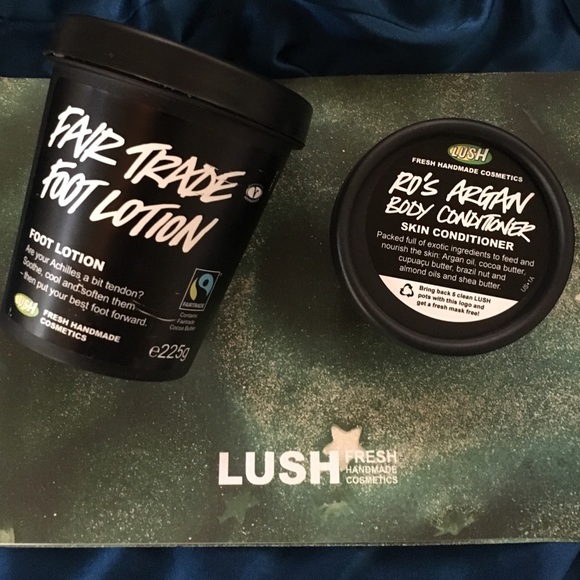 FAIR TRADE
FOOT LOTION
FOOT LOTION
Are your Achilles a bit tendon?
Soothe, cool and soften them
– then put your best foot forward.
LUSH
FRESH HANDMADE
COSMETICS
FAIRTRADE
Contains
Fairtrade
Cocoa Butter
e225g
LUSH
FRESH HANDMADE COSMETICS
RO'S ARGAN
BODY CONDITIONER
SKIN CONDITIONER
Packed full of exotic ingredients to feed and
nourish the skin: Argan oil, cocoa butter,
cupuaçu butter, brazil nut and
almond oils and shea butter.
Bring back 5 clean LUSH
pots with this logo and
get a fresh mask free!
LUSH FRESH
HANDMADE
COSMETICS